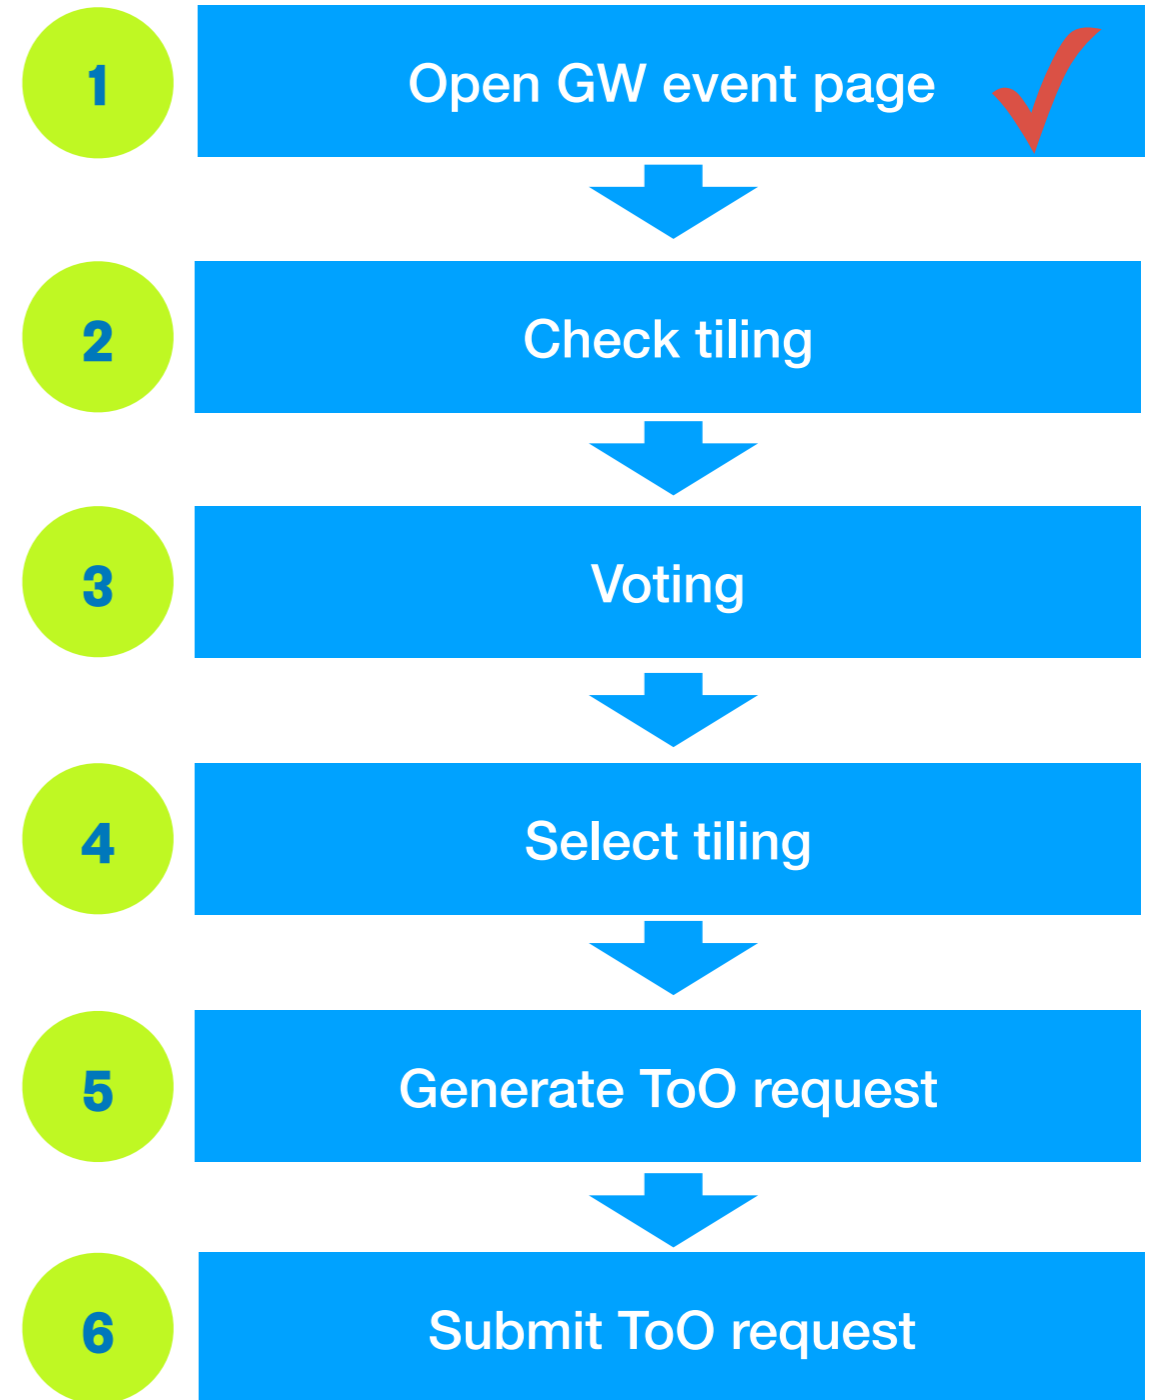 1
Open GW event page
2
Check tiling
3
Voting
4
Select tiling
5
Generate ToO request
6
Submit ToO request